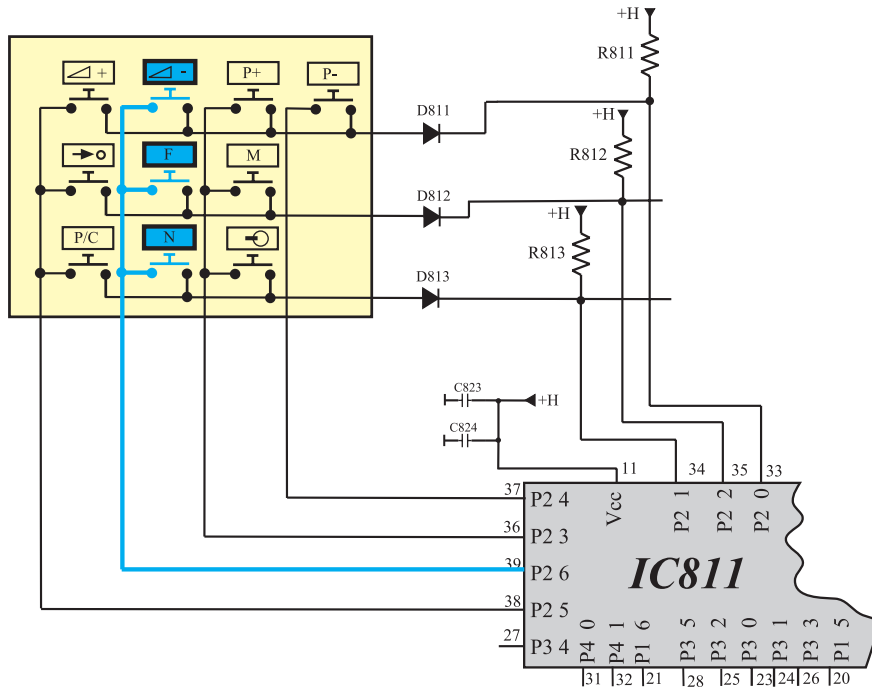 +H
R811
+ - P+ P-
D811
+H
R812
F M
D812
+H
R813
P/C N
D813
C823
+H
C824
11 34 35 33
37 P2 4 Vcc P2 1 P2 2 P2 0
36 P2 3
39 P2 6 IC811
38 P2 5
27 P3 4 P4 0 P4 1 P1 6 P3 5 P3 2 P3 0 P3 1 P3 3 P1 5
31 32 21 28 25 23 24 26 20